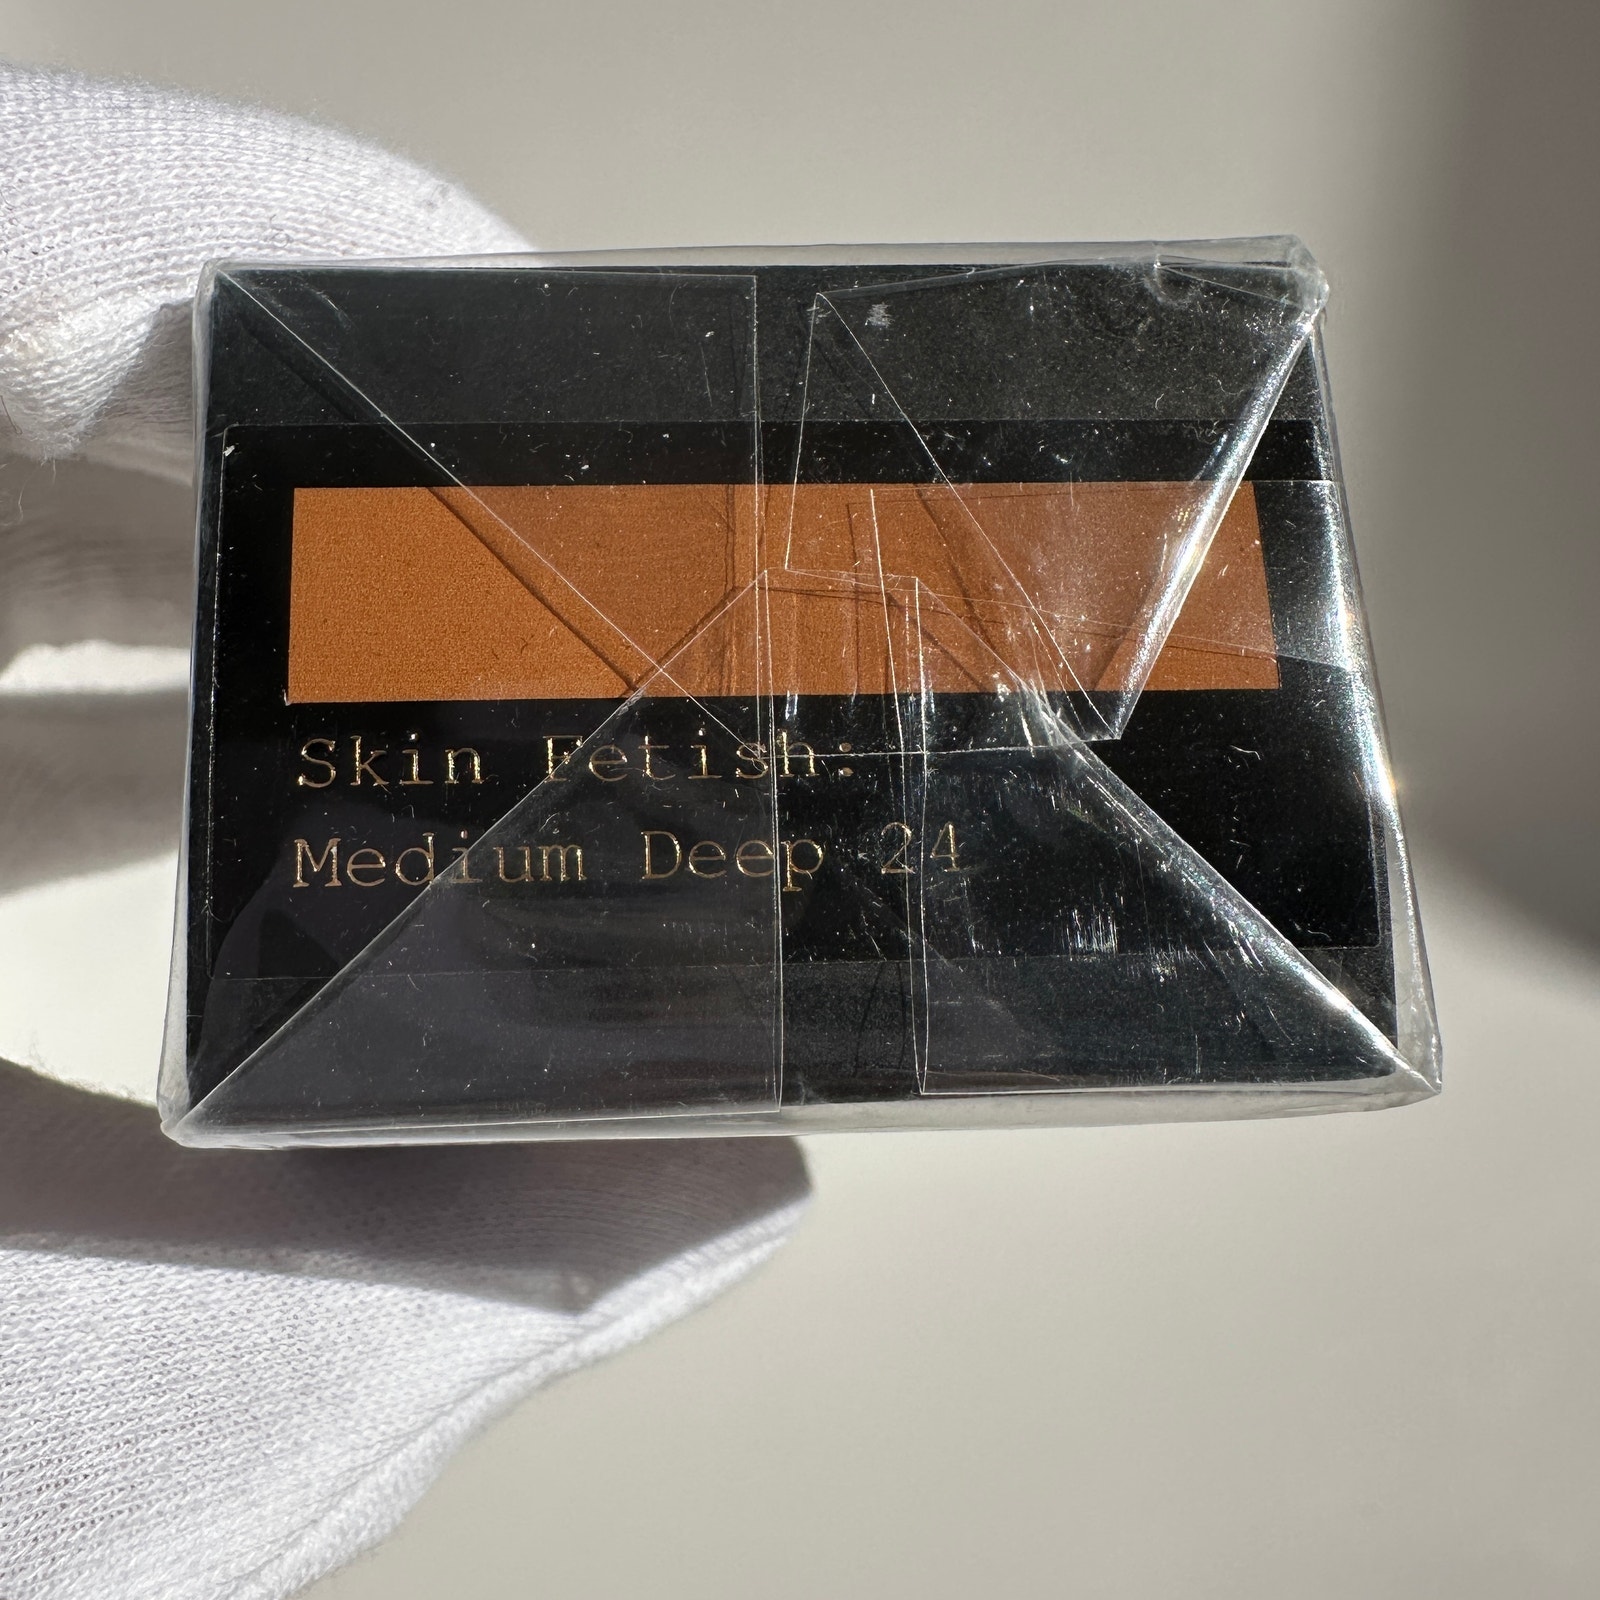 Skin Fetish:
Medium Deep 24